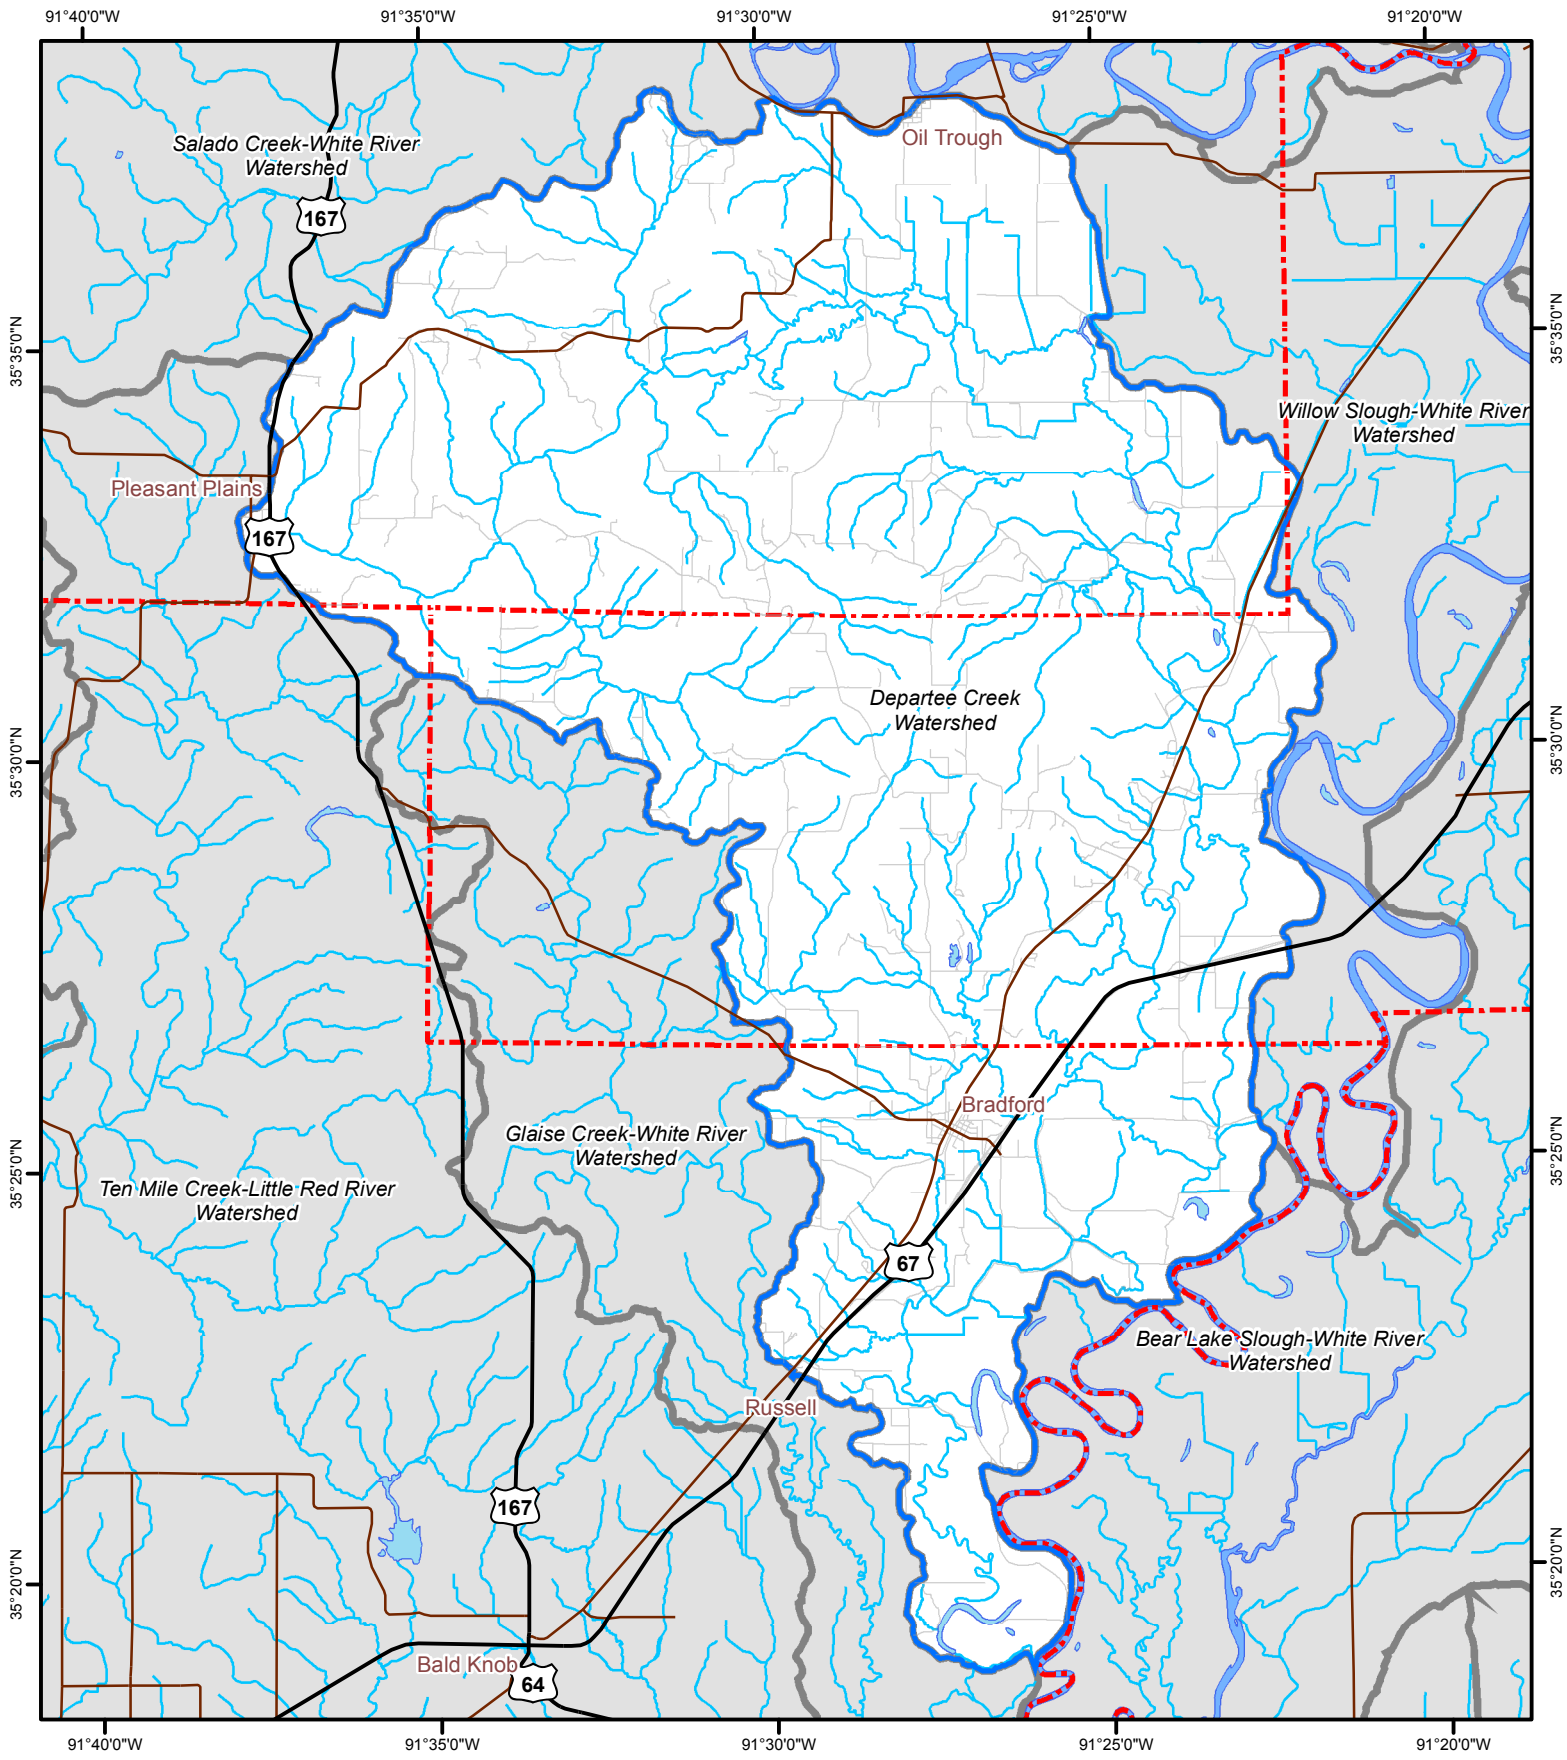 91°40'0"W
91°35'0"W
91°30'0"W
91°25'0"W
91°20'0"W
Oil Trough
Salado Creek-White River
Watershed
167
35°35'0"N
35°35'0"N
Willow Slough-White River
Watershed
Pleasant Plains
167
Departee Creek
Watershed
35°30'0"N
35°30'0"N
Bradford
Glaise Creek-White River
Watershed
35°25'0"N
35°25'0"N
Ten Mile Creek-Little Red River
Watershed
67
Bear Lake Slough-White River
Watershed
Russell
167
35°20'0"N
35°20'0"N
Bald Knob
64
91°40'0"W
91°35'0"W
91°30'0"W
91°25'0"W
91°20'0"W